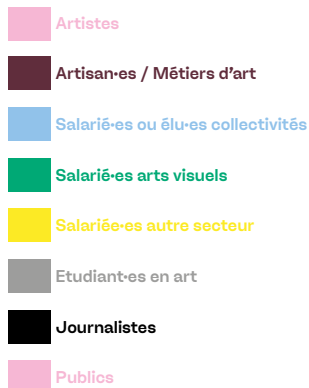 Artistes
Artisan·es / Métiers d’art
Salarié·es ou élu·es collectivités
Salarié·es arts visuels
Salariée·es autre secteur
Etudiant·es en art
Journalistes
Publics